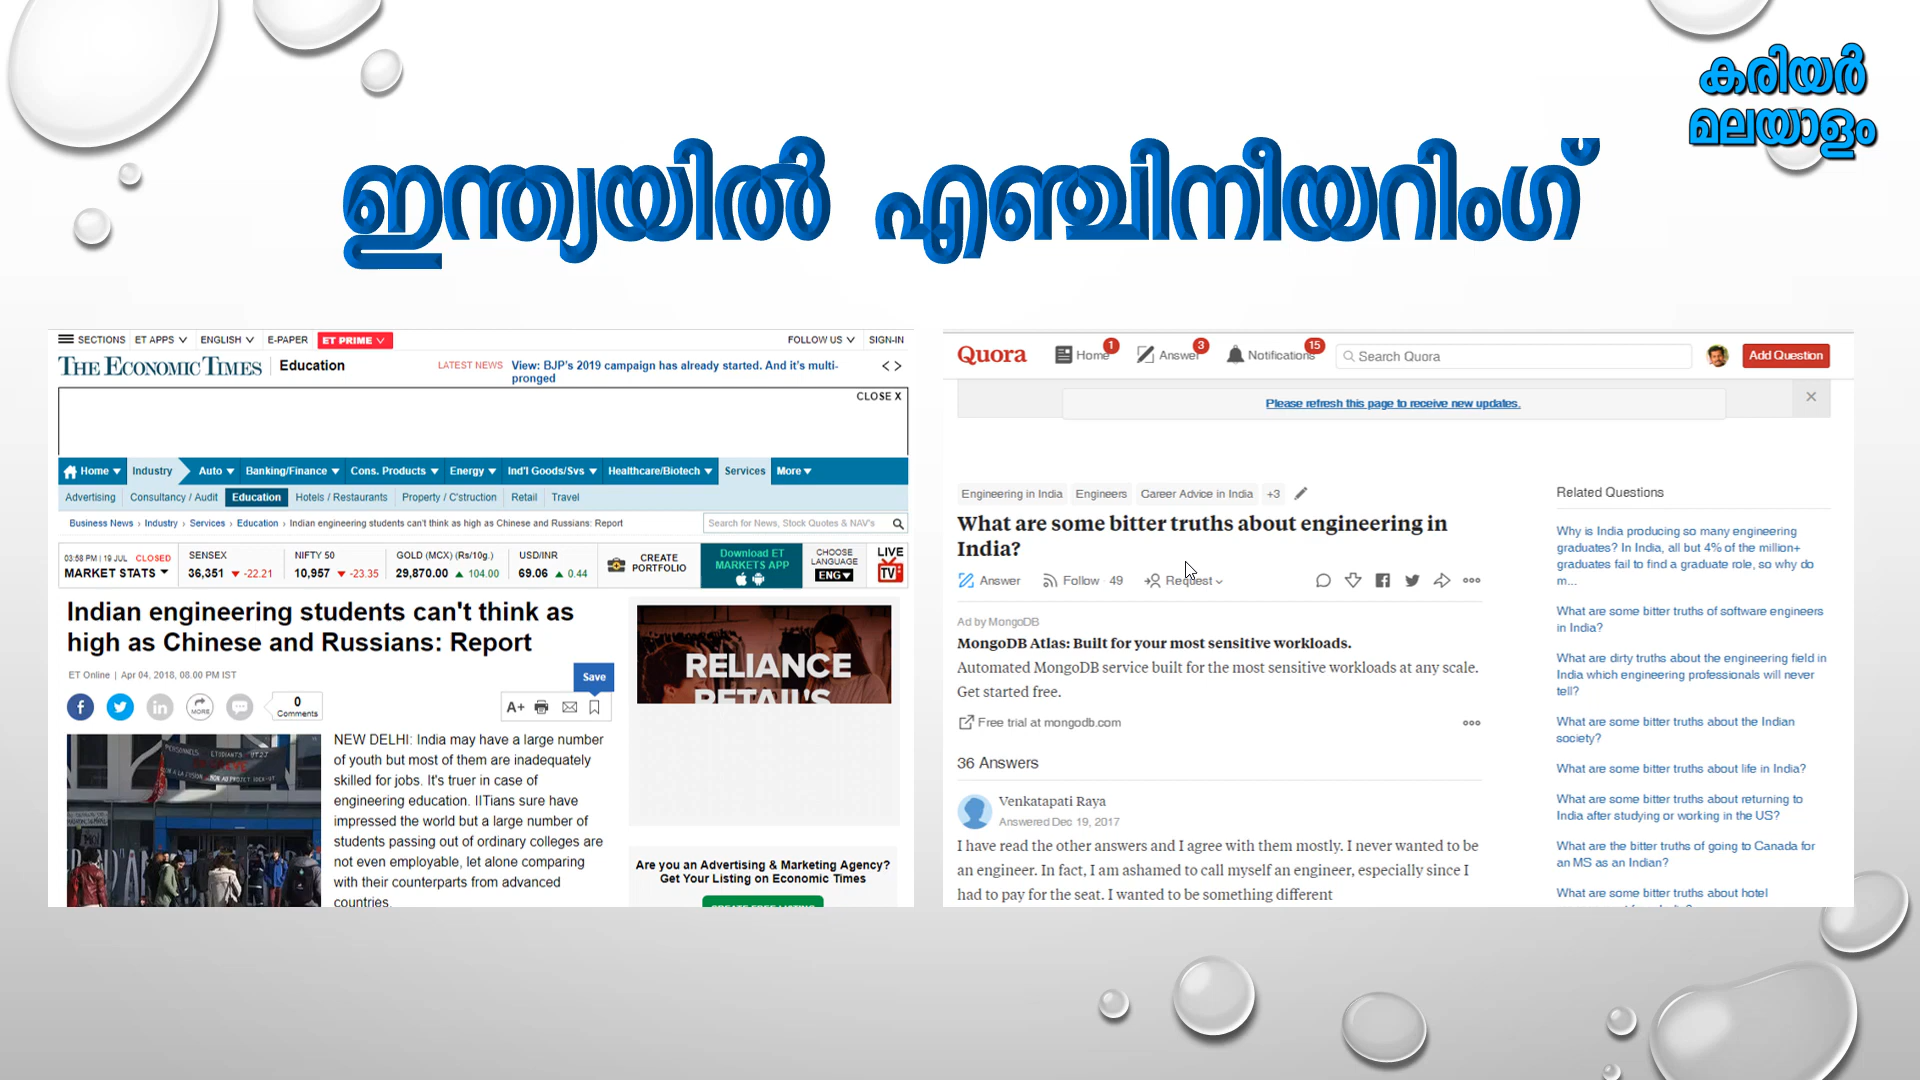 കരിയർ
മലയാളം
ഇന്ത്യയിൽ എഞ്ചിനീയറിംഗ്
SECTIONS ET APPS ENGLISH E-PAPER ET PRIME FOLLOW US SIGN-IN
THE ECONOMIC TIMES Education LATEST NEWS View: BJP's 2019 campaign has already started. And it's multi-
pronged
CLOSE X
Home Industry Auto Banking/Finance Cons. Products Energy Ind'l Goods/Svs Healthcare/Biotech Services More
Advertising Consultancy / Audit Education Hotels / Restaurants Property / C'struction Retail Travel
Business News › Industry › Services › Education › Indian engineering students can't think as high as Chinese and Russians: Report Search for News, Stock Quotes & NAV's
03:58 PM | 19 JUL CLOSED
MARKET STATS
SENSEX
36,351 -22.21
NIFTY 50
10,957 -23.35
GOLD (MCX) (Rs/10g.)
29,870.00 104.00
USD/INR
69.06 0.44
CREATE
PORTFOLIO
Download ET
MARKETS APP
CHOOSE
LANGUAGE
ENG
LIVE
TV
Indian engineering students can't think as
high as Chinese and Russians: Report
ET Online | Apr 04, 2018, 08.00 PM IST
Save
MORE
0
Comments
A+
NEW DELHI: India may have a large number
of youth but most of them are inadequately
skilled for jobs. It's truer in case of
engineering education. IITians sure have
impressed the world but a large number of
students passing out of ordinary colleges are
not even employable, let alone comparing
with their counterparts from advanced
countries.
RELIANCE
RETAIL'S
Are you an Advertising & Marketing Agency?
Get Your Listing on Economic Times
CREATE FREE LISTING
Quora Home 1 Answer 3 Notifications 15 Search Quora Add Question
Please refresh this page to receive new updates.
Engineering in India Engineers Career Advice in India +3
What are some bitter truths about engineering in
India?
Answer Follow 49 Request
Ad by MongoDB
MongoDB Atlas: Built for your most sensitive workloads.
Automated MongoDB service built for the most sensitive workloads at any scale.
Get started free.
Free trial at mongodb.com
36 Answers
Venkatapati Raya
Answered Dec 19, 2017
I have read the other answers and I agree with them mostly. I never wanted to be
an engineer. In fact, I am ashamed to call myself an engineer, especially since I
had to pay for the seat. I wanted to be something different
Related Questions
Why is India producing so many engineering
graduates? In India, all but 4% of the million+
graduates fail to find a graduate role, so why do
m...
What are some bitter truths of software engineers
in India?
What are dirty truths about the engineering field in
India which engineering professionals will never
tell?
What are some bitter truths about the Indian
society?
What are some bitter truths about life in India?
What are some bitter truths about returning to
India after studying or working in the US?
What are the bitter truths of going to Canada for
an MS as an Indian?
What are some bitter truths about hotel